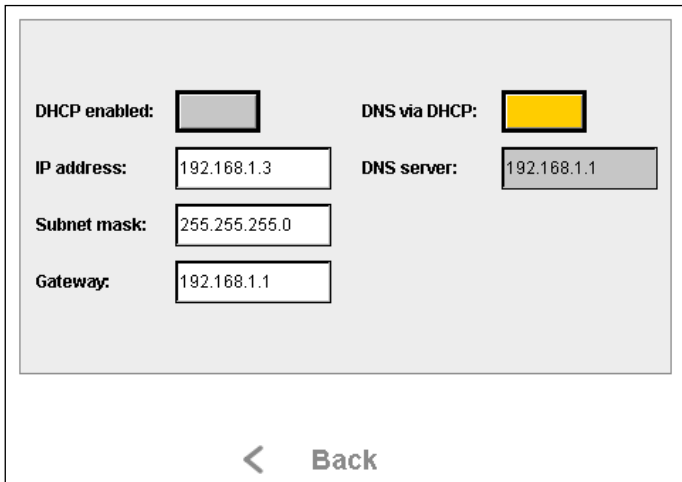 DHCP enabled:
DNS via DHCP:
IP address: 192.168.1.3
DNS server: 192.168.1.1
Subnet mask: 255.255.255.0
Gateway: 192.168.1.1
< Back